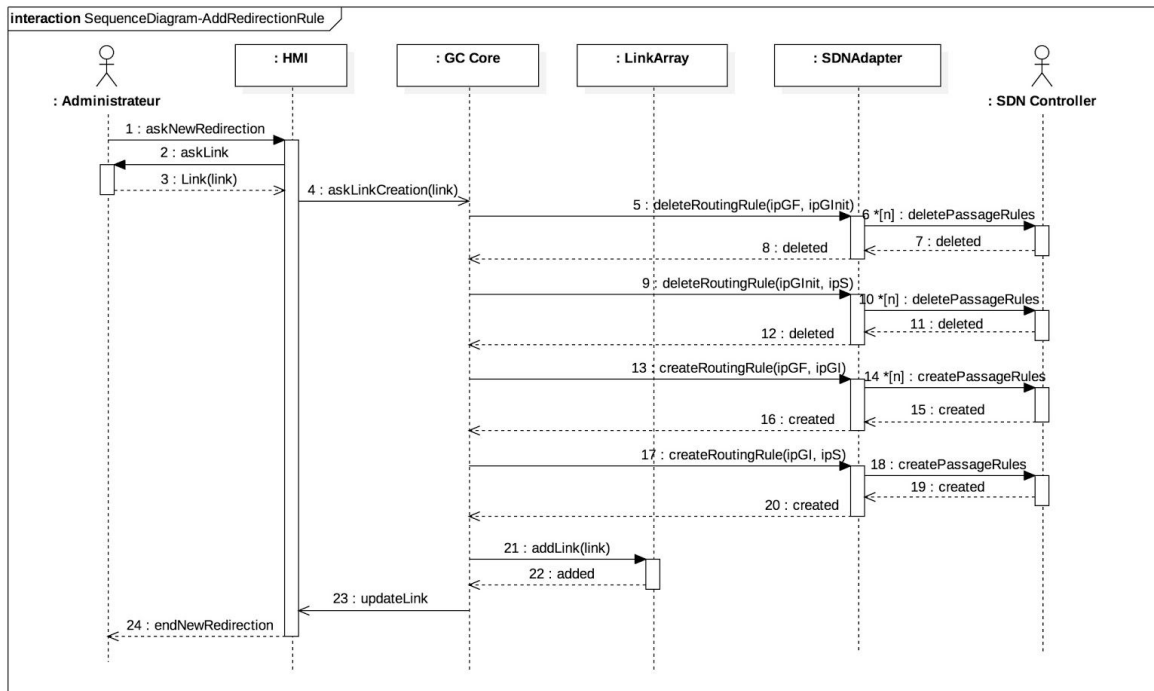 interaction SequenceDiagram-AddRedirectionRule
: HMI
: GC Core
: LinkArray
: SDNAdapter
: Administrateur
: SDN Controller
1 : askNewRedirection
2 : askLink
3 : Link(link)
4 : askLinkCreation(link)
5 : deleteRoutingRule(ipGF, ipGInit)
6 *[n] : deletePassageRules
7 : deleted
8 : deleted
9 : deleteRoutingRule(ipGInit, ipS)
10 *[n] : deletePassageRules
11 : deleted
12 : deleted
13 : createRoutingRule(ipGF, ipGI)
14 *[n] : createPassageRules
15 : created
16 : created
17 : createRoutingRule(ipGI, ipS)
18 : createPassageRules
19 : created
20 : created
21 : addLink(link)
22 : added
23 : updateLink
24 : endNewRedirection